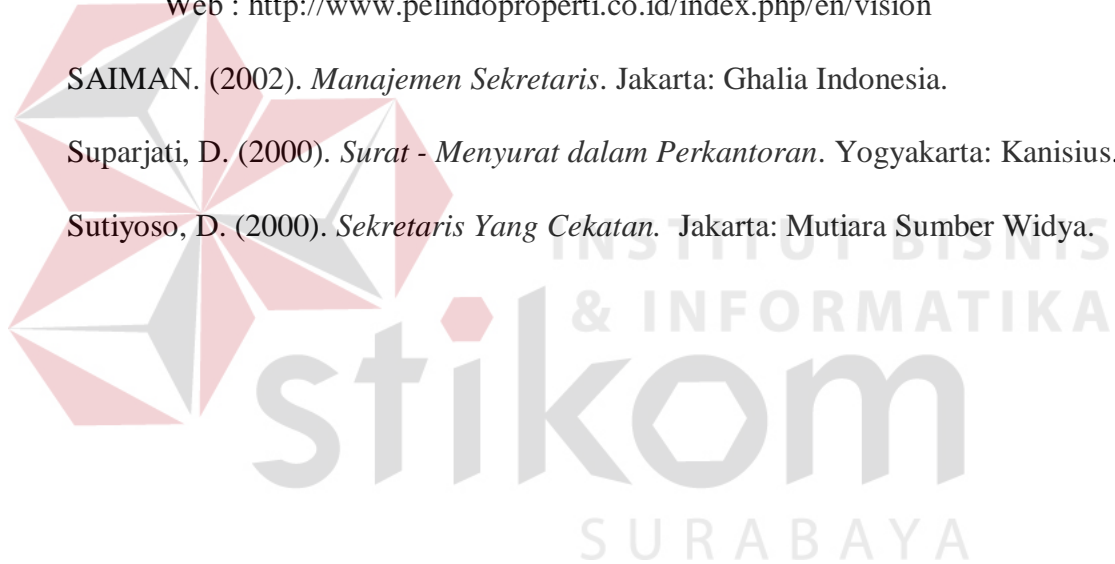 Web : http://www.pelindoproperti.co.id/index.php/en/vision
SAIMAN. (2002). Manajemen Sekretaris. Jakarta: Ghalia Indonesia.
Suparjati, D. (2000). Surat - Menyurat dalam Perkantoran. Yogyakarta: Kanisius.
Sutiyoso, D. (2000). Sekretaris Yang Cekatan. Jakarta: Mutiara Sumber Widya.
INSTITUT BISNIS
& INFORMATIKA
stikom
SURABAYA